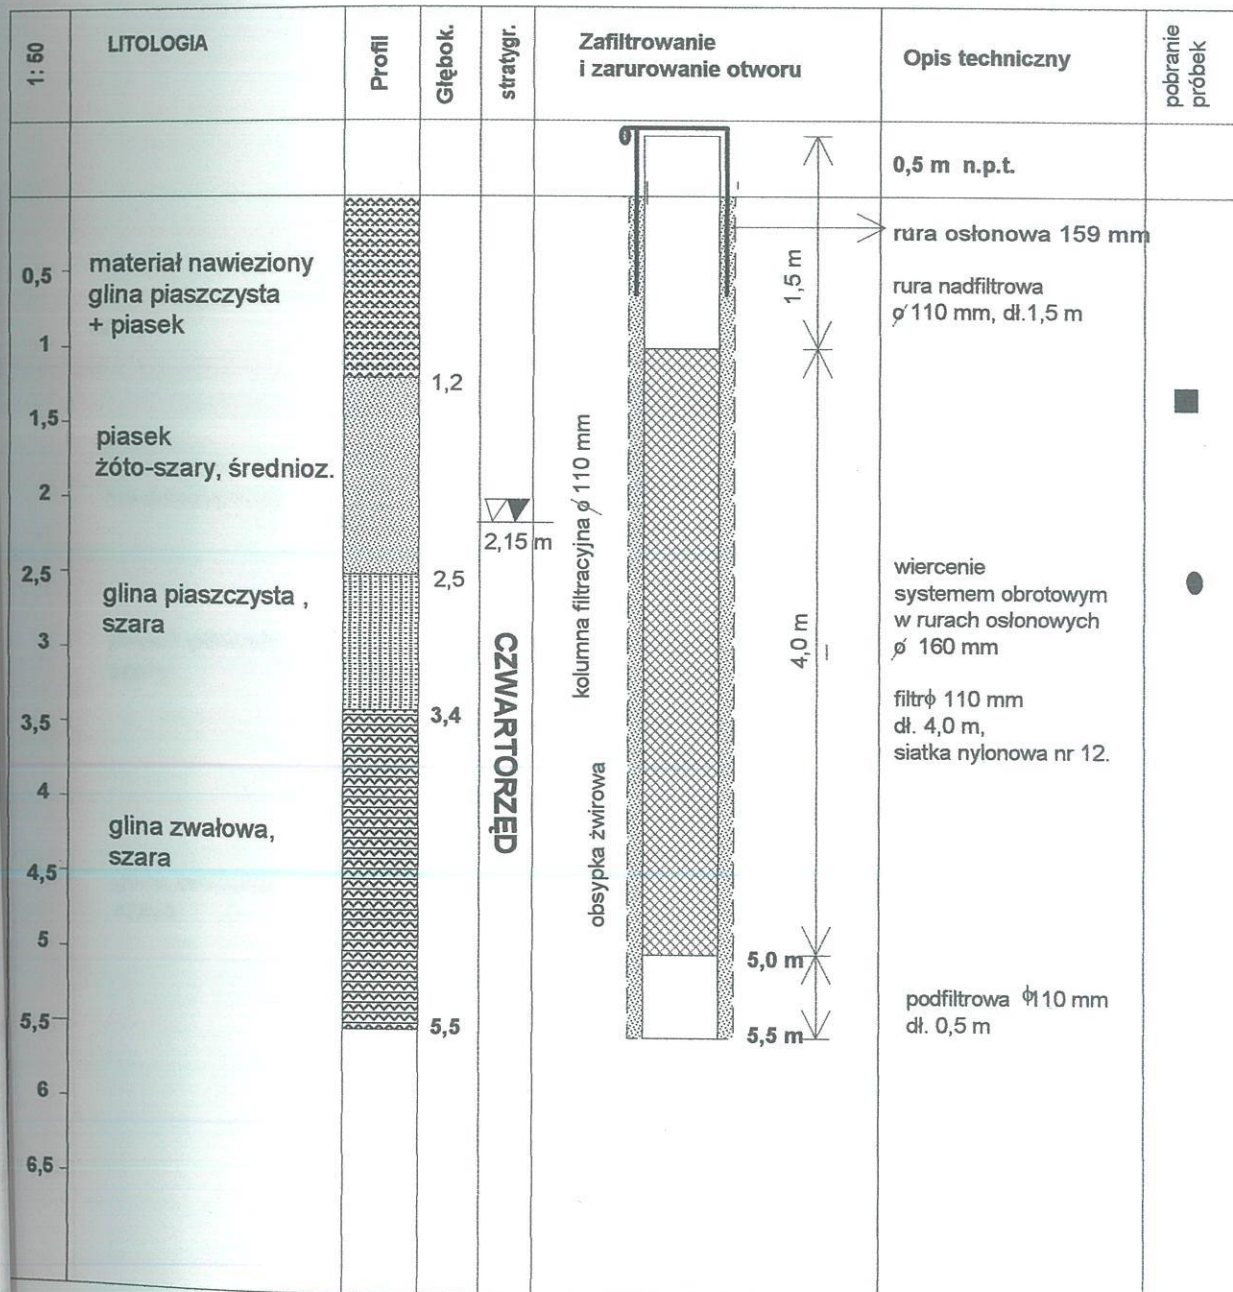 1: 50
LITOLOGIA
Profil
Głębok.
stratygr.
Zafiltrowanie
i zarurowanie otworu
Opis techniczny
pobranie
próbek
0
0,5 m n.p.t.
rura osłonowa 159 mm
rura nadfiltrowa
ø 110 mm, dł.1,5 m
1,5 m
0,5
1
1,5
2
2,5
3
3,5
4
4,5
5
5,5
6
6,5
materiał nawieziony
glina piaszczysta
+ piasek
1,2
piasek
żóto-szary, średnioz.
2,15 m
2,5
glina piaszczysta ,
szara
3,4
CZWARTORZĘD
glina zwałowa,
szara
5,5
kolumna filtracyjna ø 110 mm
obsypka żwirowa
4,0 m
5,0 m
5,5 m
wiercenie
systemem obrotowym
w rurach osłonowych
ø 160 mm
filtrϕ 110 mm
dł. 4,0 m,
siatka nylonowa nr 12.
podfiltrowa ϕ110 mm
dł. 0,5 m